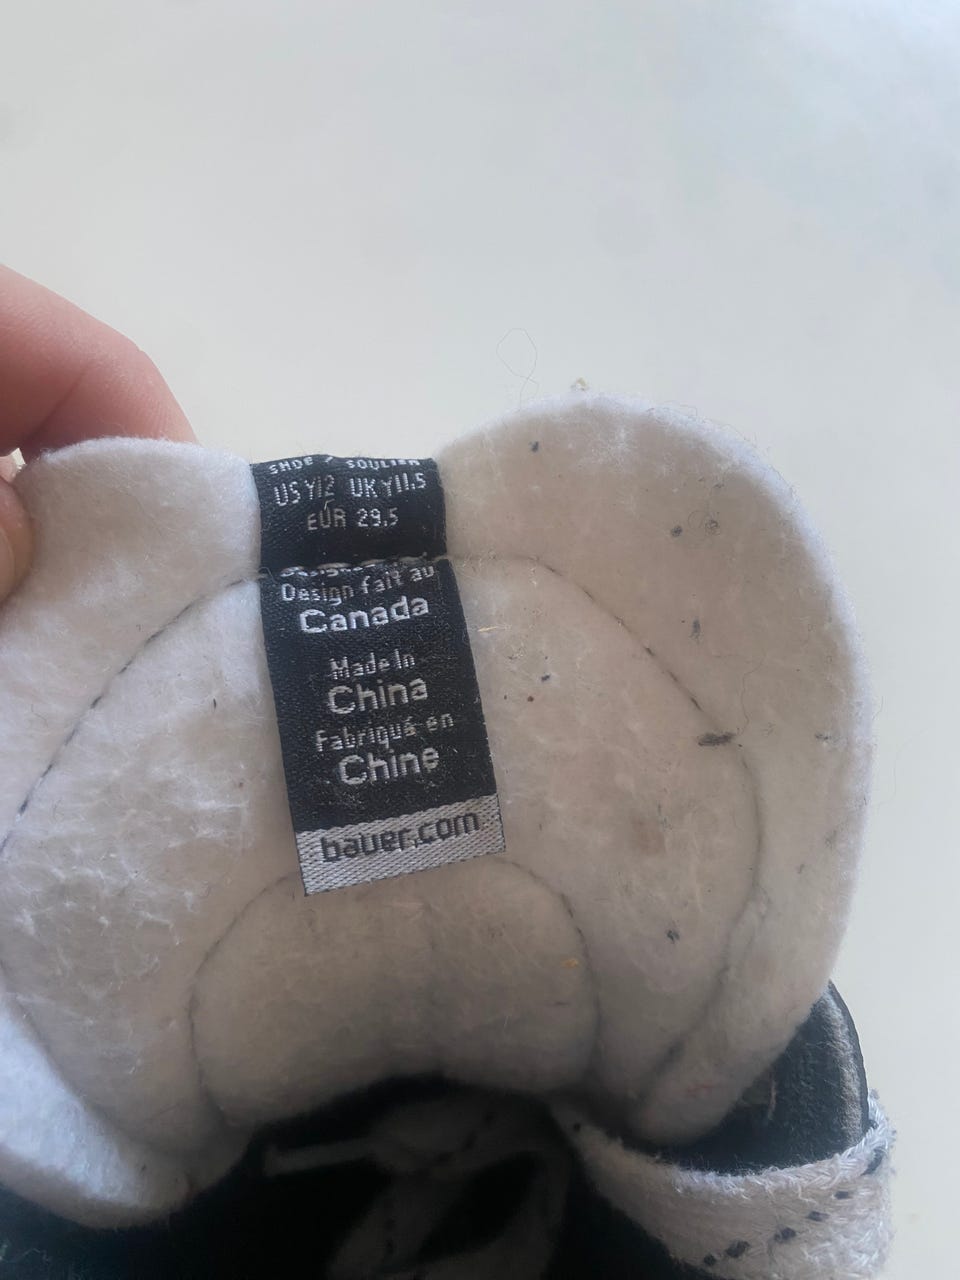 SHOE / SOULIER
US Y12 UK Y11.5
EUR 29.5
Design fait au
Canada
Made In
China
Fabriqué en
Chine
bauer.com